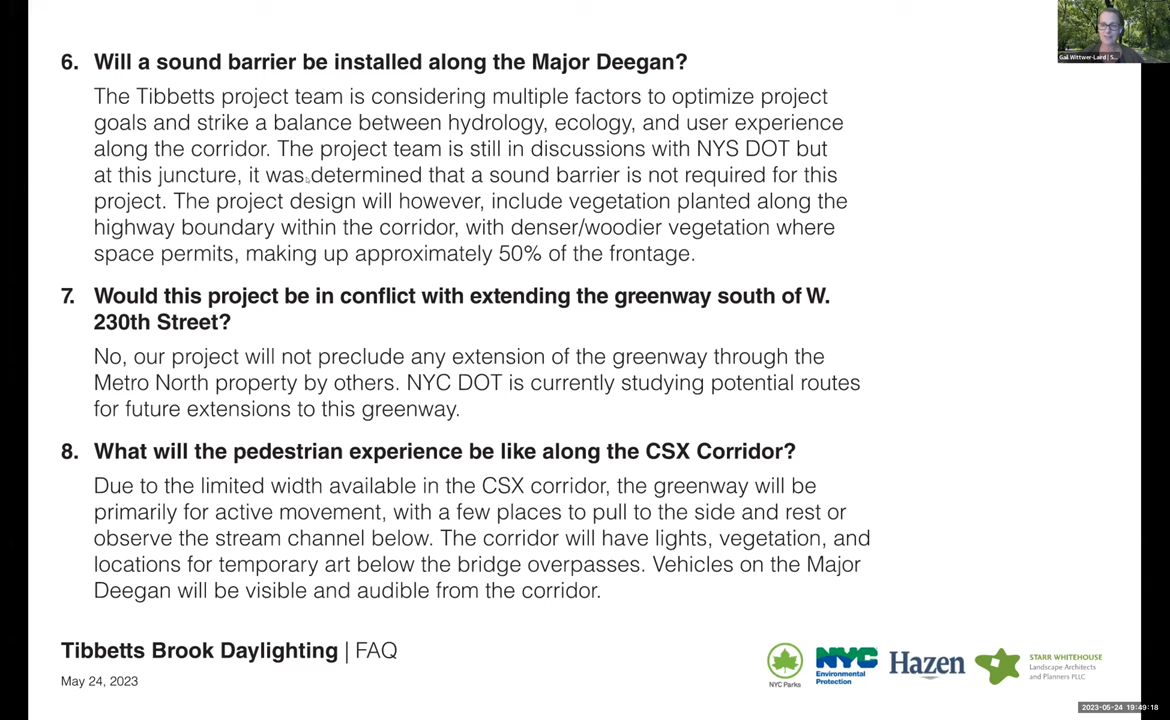 6. Will a sound barrier be installed along the Major Deegan?
The Tibbetts project team is considering multiple factors to optimize project
goals and strike a balance between hydrology, ecology, and user experience
along the corridor. The project team is still in discussions with NYS DOT but
at this juncture, it was determined that a sound barrier is not required for this
project. The project design will however, include vegetation planted along the
highway boundary within the corridor, with denser/woodier vegetation where
space permits, making up approximately 50% of the frontage.
7. Would this project be in conflict with extending the greenway south of W.
230th Street?
No, our project will not preclude any extension of the greenway through the
Metro North property by others. NYC DOT is currently studying potential routes
for future extensions to this greenway.
8. What will the pedestrian experience be like along the CSX Corridor?
Due to the limited width available in the CSX corridor, the greenway will be
primarily for active movement, with a few places to pull to the side and rest or
observe the stream channel below. The corridor will have lights, vegetation, and
locations for temporary art below the bridge overpasses. Vehicles on the Major
Deegan will be visible and audible from the corridor.
Tibbetts Brook Daylighting | FAQ
May 24, 2023
NYC Parks
NYC
Environmental
Protection
Hazen
STARR WHITEHOUSE
Landscape Architects
and Planners PLLC
Gail Wittwer-Laird | S...
2023-05-24 19:49:18